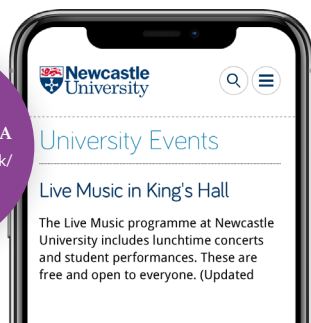 Newcastle
University
A
k/
University Events
Live Music in King's Hall
The Live Music programme at Newcastle
University includes lunchtime concerts
and student performances. These are
free and open to everyone. (Updated